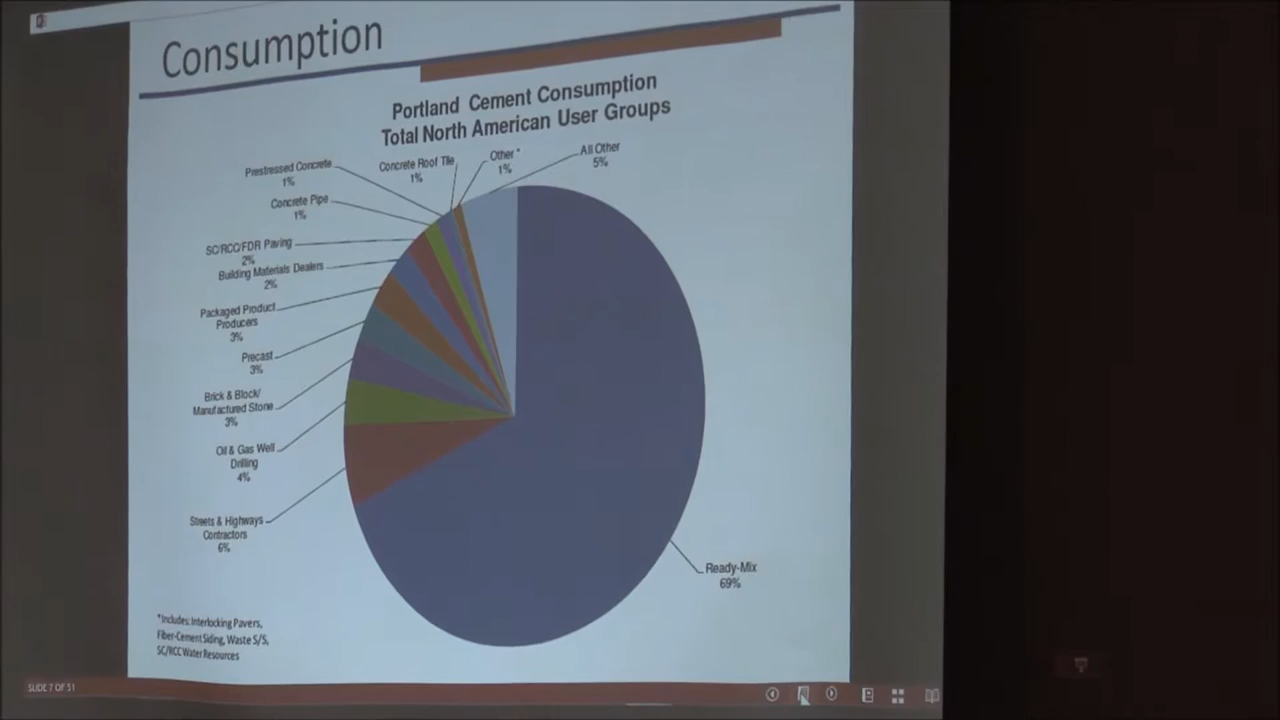 Consumption
Portland Cement Consumption
Total North American User Groups
Prestressed Concrete
1%
Concrete Roof Tile
1%
Other *
1%
All Other
5%
Concrete Pipe
1%
SC/RCC/FDR Paving
2%
Building Materials Dealers
2%
Packaged Product
Producers
3%
Precast
3%
Brick & Block/
Manufactured Stone
3%
Oil & Gas Well
Drilling
4%
Streets & Highways
Contractors
6%
Ready-Mix
69%
*Includes: Interlocking Pavers,
Fiber-Cement Siding, Waste S/S,
SC/RCC Water Resources
SLIDE 7 OF 51